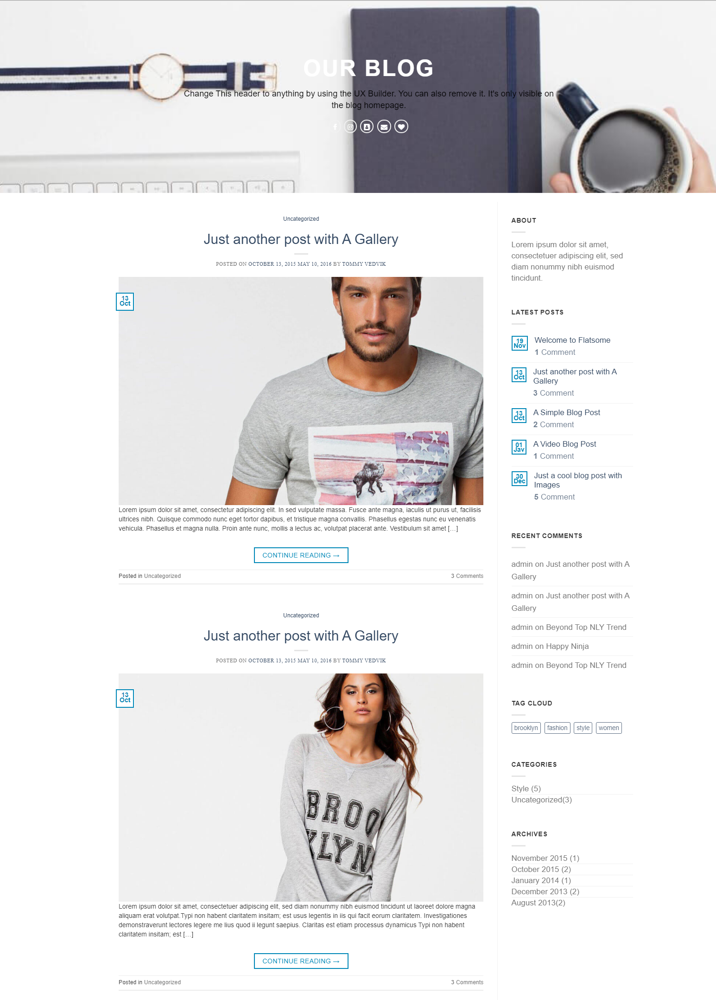 OUR BLOG
Change This header to anything by using the UX Builder. You can also remove it. It's only visible on
the blog homepage.
Uncategorized
Just another post with A Gallery
POSTED ON OCTOBER 13, 2015 MAY 10, 2016 BY TOMMY VEDVIK
13
Oct
Lorem ipsum dolor sit amet, consectetur adipiscing elit. In sed vulputate massa. Fusce ante magna, iaculis ut purus ut, facilisis
ultrices nibh. Quisque commodo nunc eget tortor dapibus, et tristique magna convallis. Phasellus egestas nunc eu venenatis
vehicula. Phasellus et magna nulla. Proin ante nunc, mollis a lectus ac, volutpat placerat ante. Vestibulum sit amet […]
CONTINUE READING →
Posted in Uncategorized
3 Comments
Uncategorized
Just another post with A Gallery
POSTED ON OCTOBER 13, 2015 MAY 10, 2016 BY TOMMY VEDVIK
13
Oct
BROO
KLYN
Lorem ipsum dolor sit amet, consectetuer adipiscing elit, sed diam nonummy nibh euismod tincidunt ut laoreet dolore magna
aliquam erat volutpat.Typi non habent claritatem insitam; est usus legentis in iis qui facit eorum claritatem. Investigationes
demonstraverunt lectores legere me lius quod ii legunt saepius. Claritas est etiam processus dynamicus Typi non habent
claritatem insitam; est […]
CONTINUE READING →
Posted in Uncategorized
3 Comments
ABOUT
Lorem ipsum dolor sit amet,
consectetuer adipiscing elit, sed
diam nonummy nibh euismod
tincidunt.
LATEST POSTS
19
Nov
Welcome to Flatsome
1 Comment
13
Oct
Just another post with A
Gallery
3 Comment
13
Oct
A Simple Blog Post
2 Comment
01
Jav
A Video Blog Post
1 Comment
30
Dec
Just a cool blog post with
Images
5 Comment
RECENT COMMENTS
admin on Just another post with A
Gallery
admin on Just another post with A
Gallery
admin on Beyond Top NLY Trend
admin on Happy Ninja
admin on Beyond Top NLY Trend
TAG CLOUD
brooklyn fashion style women
CATEGORIES
Style (5)
Uncategorized(3)
ARCHIVES
November 2015 (1)
October 2015 (2)
January 2014 (1)
December 2013 (2)
August 2013(2)